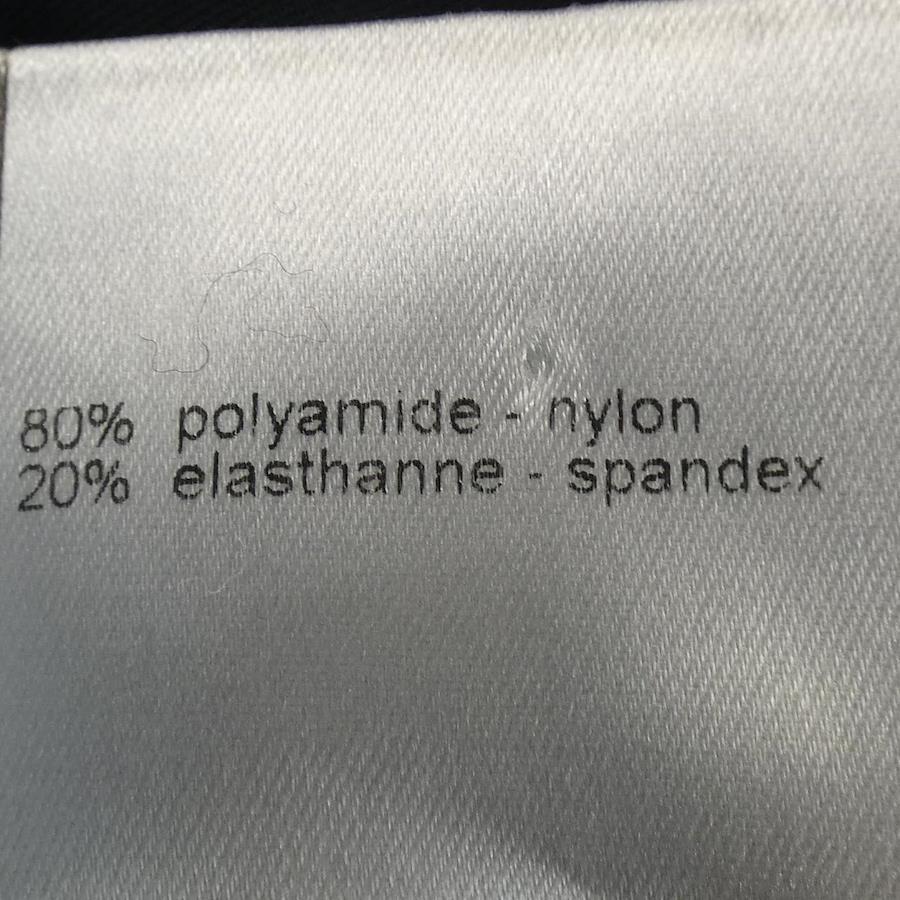 80% polyamide - nylon
20% elasthanne - spandex